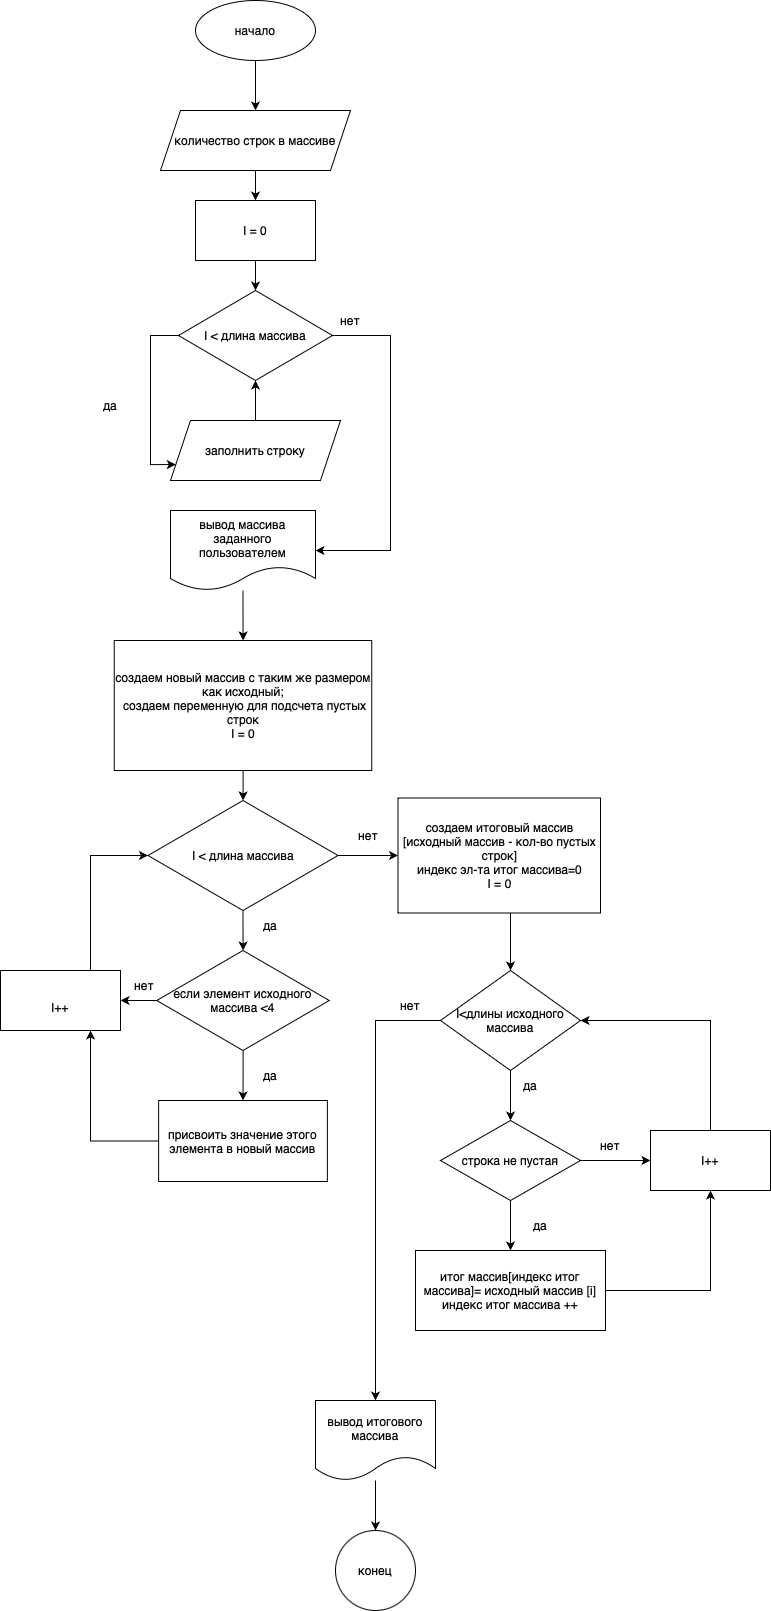 начало
количество строк в массиве
I = 0
I < длина массива
нет
да
заполнить строку
вывод массива
заданного
пользователем
создаем новый массив с таким же размером
как исходный;
создаем переменную для подсчета пустых
строк
I = 0
I < длина массива
нет
создаем итоговый массив
[исходный массив - кол-во пустых
строк]
индекс эл-та итог массива=0
I = 0
да
если элемент исходного
массива <4
нет
I++
да
присвоить значение этого
элемента в новый массив
I<длины исходного
массива
нет
да
строка не пустая
нет
I++
да
итог массив[индекс итог
массива]= исходный массив [i]
индекс итог массива ++
вывод итогового
массива
конец